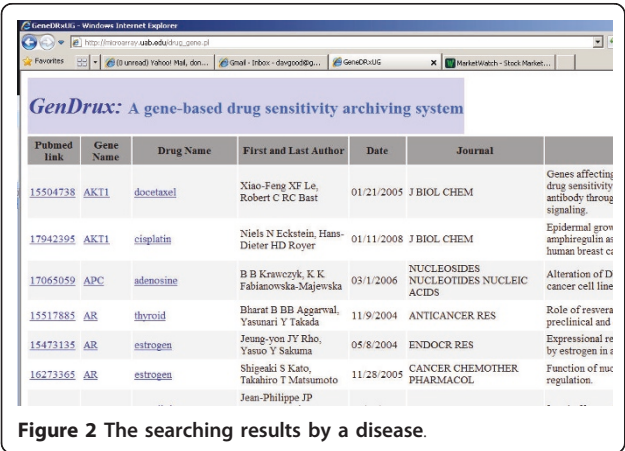 GeneDRxUG - Windows Internet Explorer
http://microarray.uab.edu/drug_gene.pl
Favorites (0 unread) Yahoo! Mail, don... Gmail - Inbox - davgood@g... GeneDRxUG X MarketWatch - Stock Market...
GenDrux: A gene-based drug sensitivity archiving system
Pubmed link Gene Name Drug Name First and Last Author Date Journal
15504738 AKT1 docetaxel Xiao-Feng XF Le, Robert C RC Bast 01/21/2005 J BIOL CHEM Genes affecting drug sensitivity antibody throug signaling.
17942395 AKT1 cisplatin Niels N Eckstein, Hans-Dieter HD Royer 01/11/2008 J BIOL CHEM Epidermal grow amphiregulin as human breast ca
17065059 APC adenosine B B Krawczyk, K K Fabianowska-Majewska 03/1/2006 NUCLEOSIDES NUCLEOTIDES NUCLEIC ACIDS Alteration of D cancer cell line
15517885 AR thyroid Bharat B BB Aggarwal, Yasunari Y Takada 11/9/2004 ANTICANCER RES Role of resvera preclinical and
15473135 AR estrogen Jeung-yon JY Rho, Yasuo Y Sakuma 05/8/2004 ENDOCR RES Expressional re by estrogen in a
16273365 AR estrogen Shigeaki S Kato, Takahiro T Matsumoto 11/28/2005 CANCER CHEMOTHER PHARMACOL Function of nuc regulation.
Jean-Philippe JP
Figure 2 The searching results by a disease.